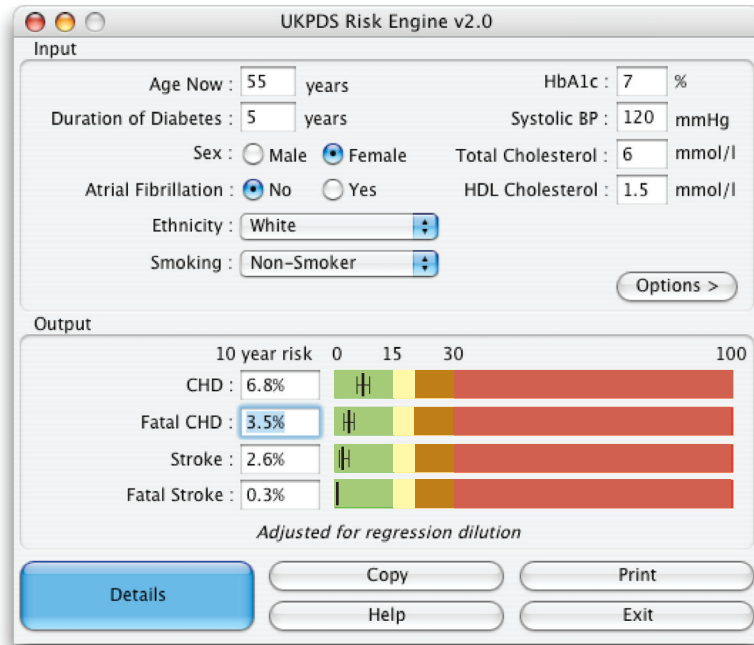 UKPDS Risk Engine v2.0
Input
Age Now : 55 years HbA1c : 7 %
Duration of Diabetes : 5 years Systolic BP : 120 mmHg
Sex : Male Female Total Cholesterol : 6 mmol/l
Atrial Fibrillation : No Yes HDL Cholesterol : 1.5 mmol/l
Ethnicity : White
Smoking : Non-Smoker
Options >
Output
10 year risk 0 15 30 100
CHD : 6.8%
Fatal CHD : 3.5%
Stroke : 2.6%
Fatal Stroke : 0.3%
Adjusted for regression dilution
Details Copy Print
Help Exit